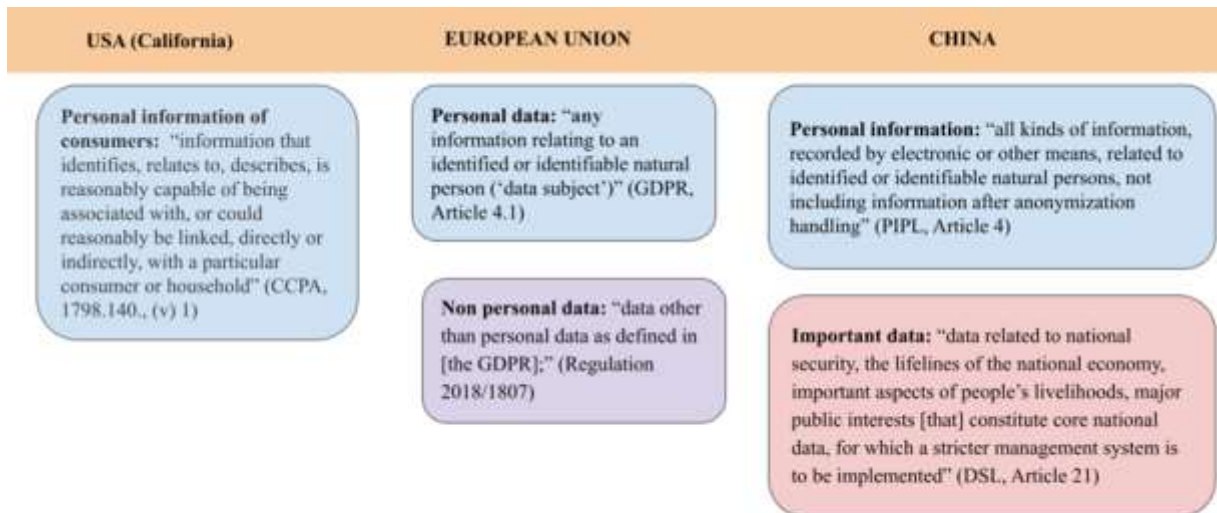 USA (California)
EUROPEAN UNION
CHINA
Personal information of
consumers: “information that
identifies, relates to, describes, is
reasonably capable of being
associated with, or could
reasonably be linked, directly or
indirectly, with a particular
consumer or household” (CCPA,
1798.140., (v) 1)
Personal data: “any
information relating to an
identified or identifiable natural
person (‘data subject’)” (GDPR,
Article 4.1)
Non personal data: “data other
than personal data as defined in
[the GDPR];” (Regulation
2018/1807)
Personal information: “all kinds of information,
recorded by electronic or other means, related to
identified or identifiable natural persons, not
including information after anonymization
handling” (PIPL, Article 4)
Important data: “data related to national
security, the lifelines of the national economy,
important aspects of people’s livelihoods, major
public interests [that] constitute core national
data, for which a stricter management system is
to be implemented” (DSL, Article 21)